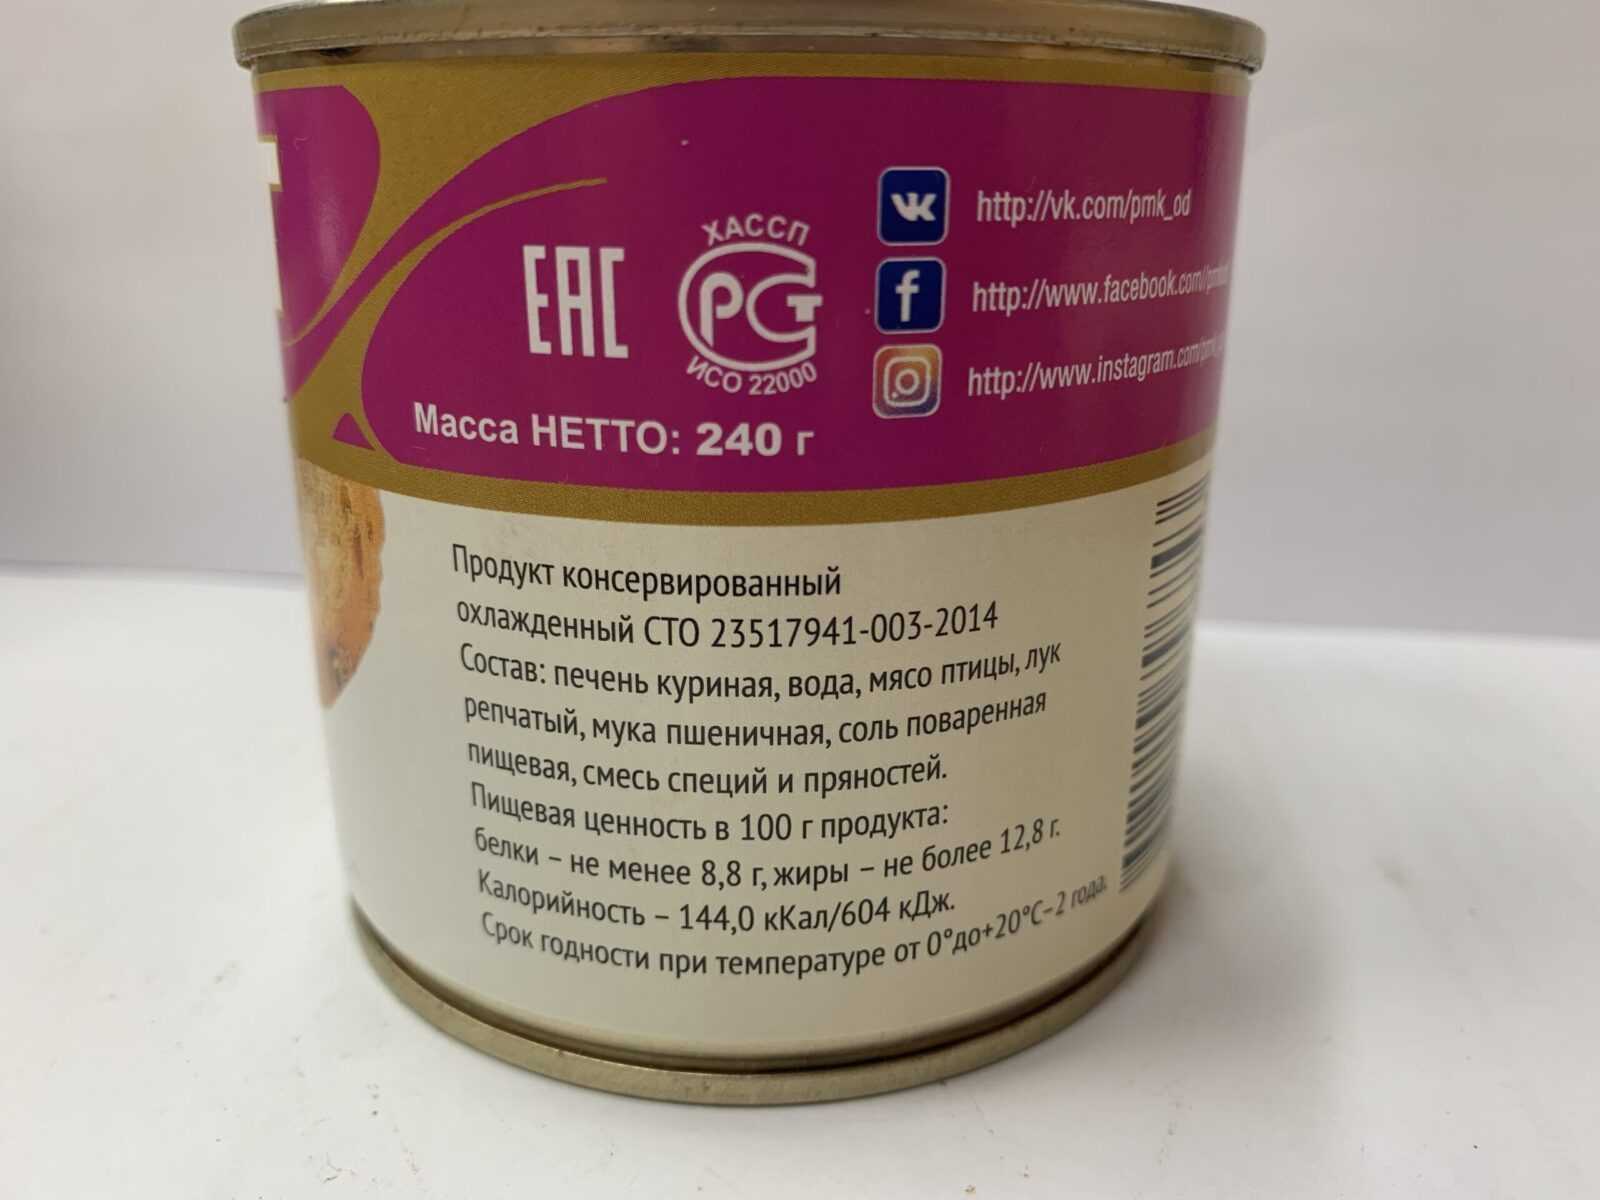 ЕАС
ХАССП
РСТ
ИСО 22000
http://vk.com/pmk_od
http://www.facebook.com/
http://www.instagram.com/
Масса НЕТТО: 240 г
Продукт консервированный
охлажденный СТО 23517941-003-2014
Состав: печень куриная, вода, мясо птицы, лук
репчатый, мука пшеничная, соль поваренная
пищевая, смесь специй и пряностей.
Пищевая ценность в 100 г продукта:
белки – не менее 8,8 г, жиры – не более 12,8 г.
Калорийность – 144,0 кКал/604 кДж.
Срок годности при температуре от 0°до+20°С–2 года.